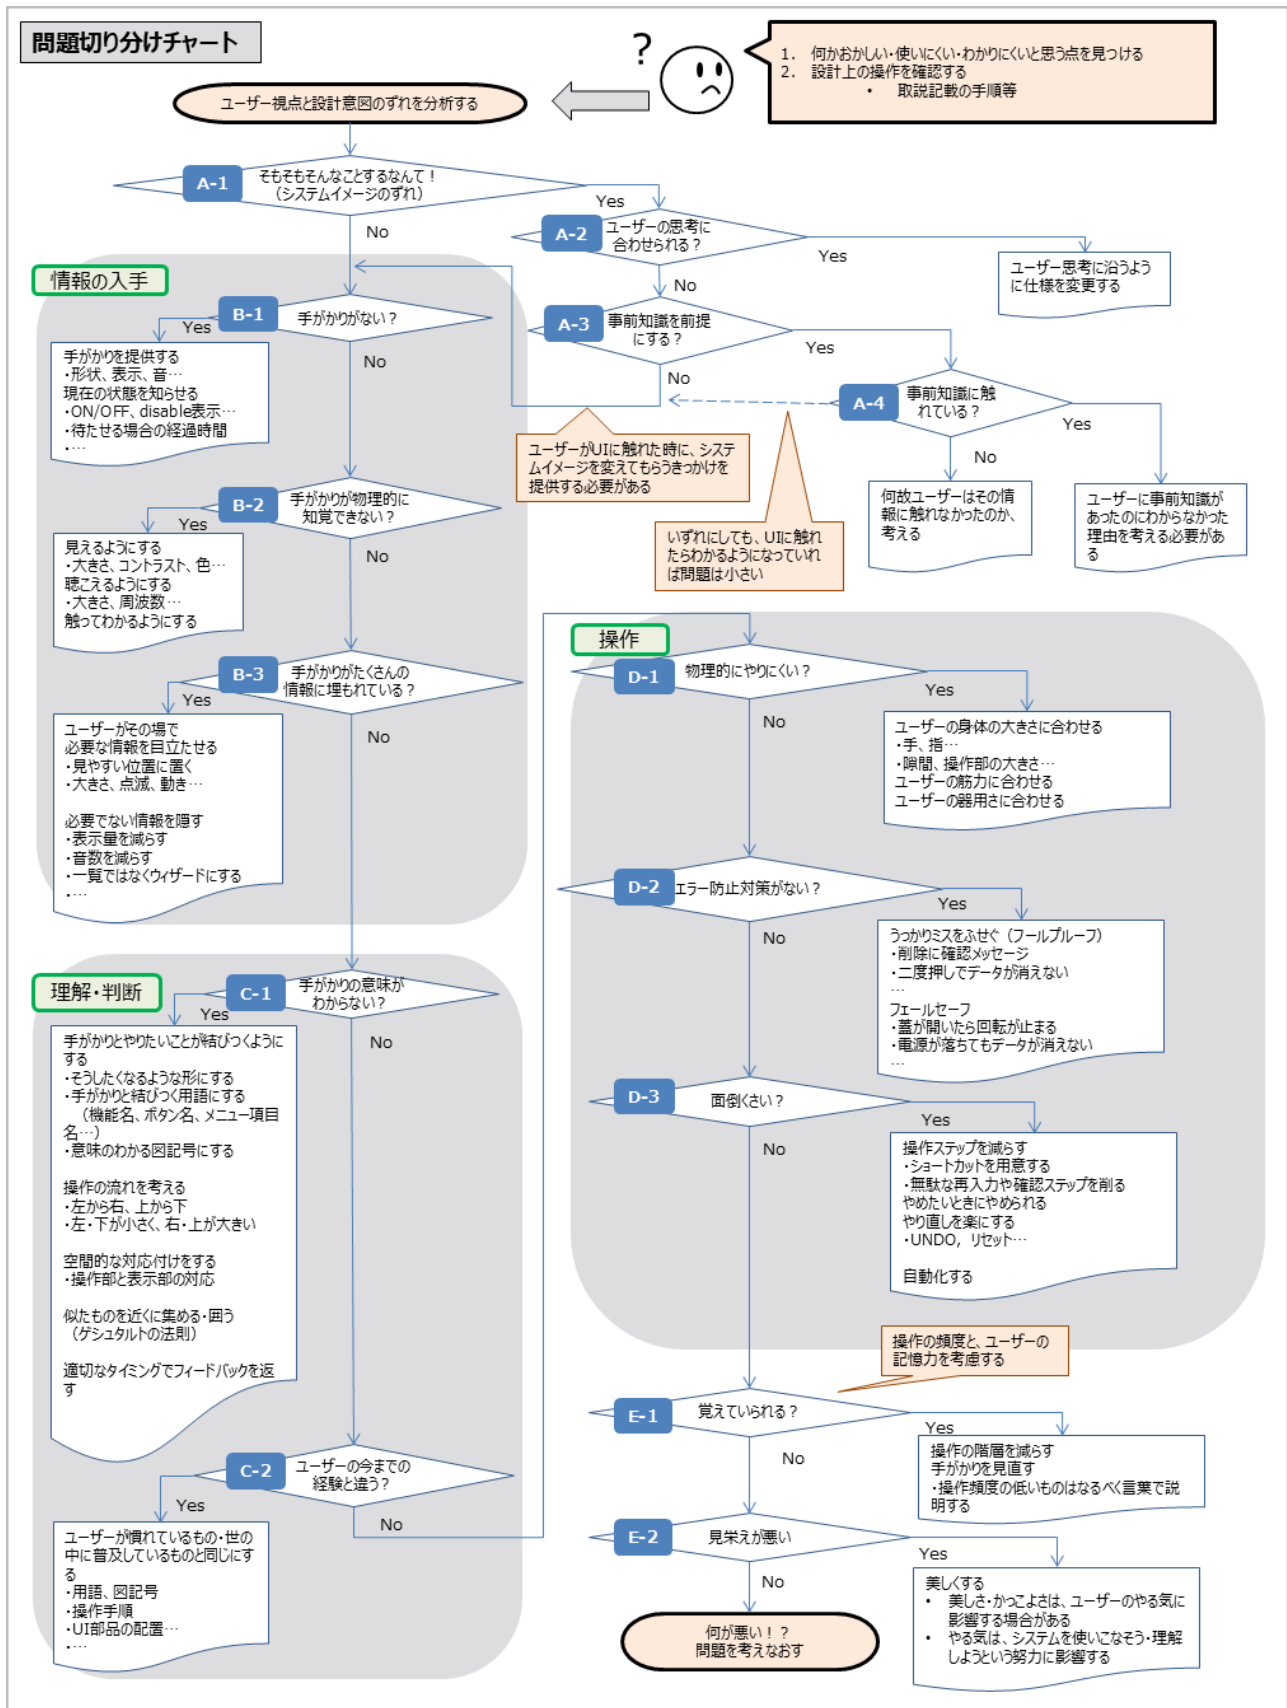 問題切り分けチャート
?
1. 何かおかしい・使いにくい・わかりにくいと思う点を見つける
2. 設計上の操作を確認する
• 取説記載の手順等
ユーザー視点と設計意図のずれを分析する
A-1
そもそもそんなことするなんて！
（システムイメージのずれ）
Yes
No
A-2
ユーザーの思考に
合わせられる？
Yes
No
ユーザー思考に沿うよう
に仕様を変更する
A-3
事前知識を前提
にする？
Yes
No
A-4
事前知識に触
れている？
Yes
No
ユーザーがUIに触れた時に、システ
ムイメージを変えてもらうきっかけを
提供する必要がある
いずれにしても、UIに触れ
たらわかるようになっていれ
ば問題は小さい
何故ユーザーはその情
報に触れなかったのか、
考える
ユーザーに事前知識が
あったのにわからなかった
理由を考える必要があ
る
情報の入手
B-1
手がかりがない？
Yes
No
手がかりを提供する
・形状、表示、音…
現在の状態を知らせる
・ON/OFF、disable表示…
・待たせる場合の経過時間
・…
B-2
手がかりが物理的に
知覚できない？
Yes
No
見えるようにする
・大きさ、コントラスト、色…
聴こえるようにする
・大きさ、周波数…
触ってわかるようにする
B-3
手がかりがたくさんの
情報に埋もれている？
Yes
No
ユーザーがその場で
必要な情報を目立たせる
・見やすい位置に置く
・大きさ、点滅、動き…
必要でない情報を隠す
・表示量を減らす
・音数を減らす
・一覧ではなくウィザードにする
・…
理解・判断
C-1
手がかりの意味が
わからない？
Yes
No
手がかりとやりたいことが結びつくように
する
・そうしたくなるような形にする
・手がかりと結びつく用語にする
（機能名、ボタン名、メニュー項目
名…）
・意味のわかる図記号にする
操作の流れを考える
・左から右、上から下
・左・下が小さく、右・上が大きい
空間的な対応付けをする
・操作部と表示部の対応
似たものを近くに集める・囲う
（ゲシュタルトの法則）
適切なタイミングでフィードバックを返
す
C-2
ユーザーの今までの
経験と違う？
Yes
No
ユーザーが慣れているもの・世の
中に普及しているものと同じにす
る
・用語、図記号
・操作手順
・UI部品の配置…
・…
操作
D-1
物理的にやりにくい？
Yes
No
ユーザーの身体の大きさに合わせる
・手、指…
・隙間、操作部の大きさ…
ユーザーの筋力に合わせる
ユーザーの器用さに合わせる
D-2
エラー防止対策がない？
Yes
No
うっかりミスをふせぐ（フールプルーフ）
・削除に確認メッセージ
・二度押しでデータが消えない
…
フェールセーフ
・蓋が開いたら回転が止まる
・電源が落ちてもデータが消えない
…
D-3
面倒くさい？
Yes
No
操作ステップを減らす
・ショートカットを用意する
・無駄な再入力や確認ステップを削る
やめたいときにやめられる
やり直しを楽にする
・UNDO，リセット…
自動化する
操作の頻度と、ユーザーの
記憶力を考慮する
E-1
覚えていられる？
Yes
No
操作の階層を減らす
手がかりを見直す
・操作頻度の低いものはなるべく言葉で説
明する
E-2
見栄えが悪い
Yes
No
美しくする
• 美しさ・かっこよさは、ユーザーのやる気に
影響する場合がある
• やる気は、システムを使いこなそう・理解
しようという努力に影響する
何が悪い！？
問題を考えなおす